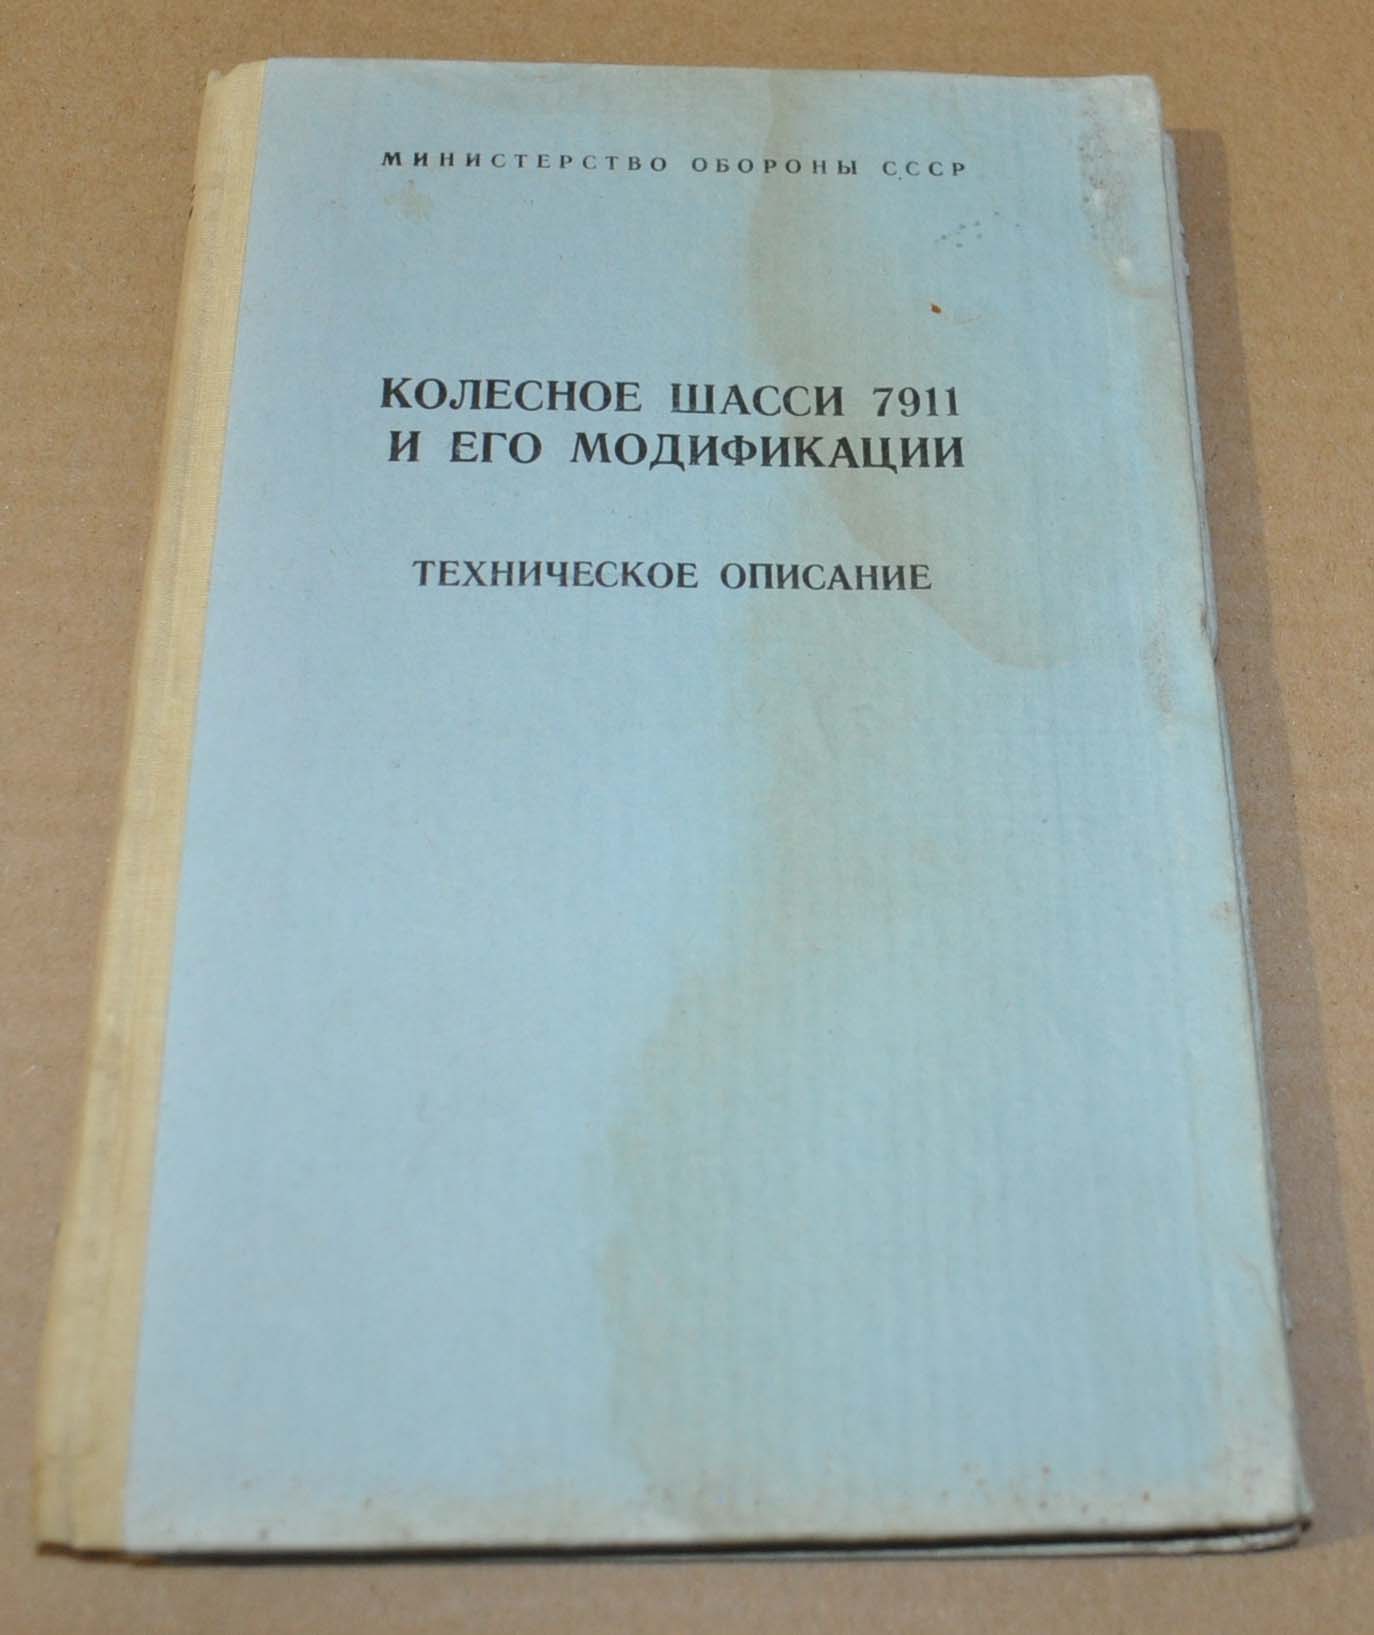 МИНИСТЕРСТВО ОБОРОНЫ СССР
КОЛЕСНОЕ ШАССИ 7911
И ЕГО МОДИФИКАЦИИ
ТЕХНИЧЕСКОЕ ОПИСАНИЕ